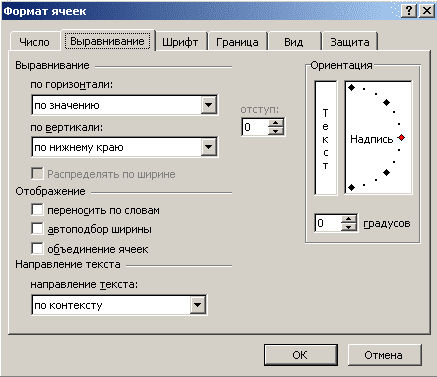 Формат ячеек
Число
Выравнивание
Шрифт
Граница
Вид
Защита
Выравнивание
по горизонтали:
по значению
отступ:
0
по вертикали:
по нижнему краю
Распределять по ширине
Отображение
переносить по словам
автоподбор ширины
объединение ячеек
Направление текста
направление текста:
по контексту
Ориентация
Текст
Надпись
0 градусов
ОК
Отмена